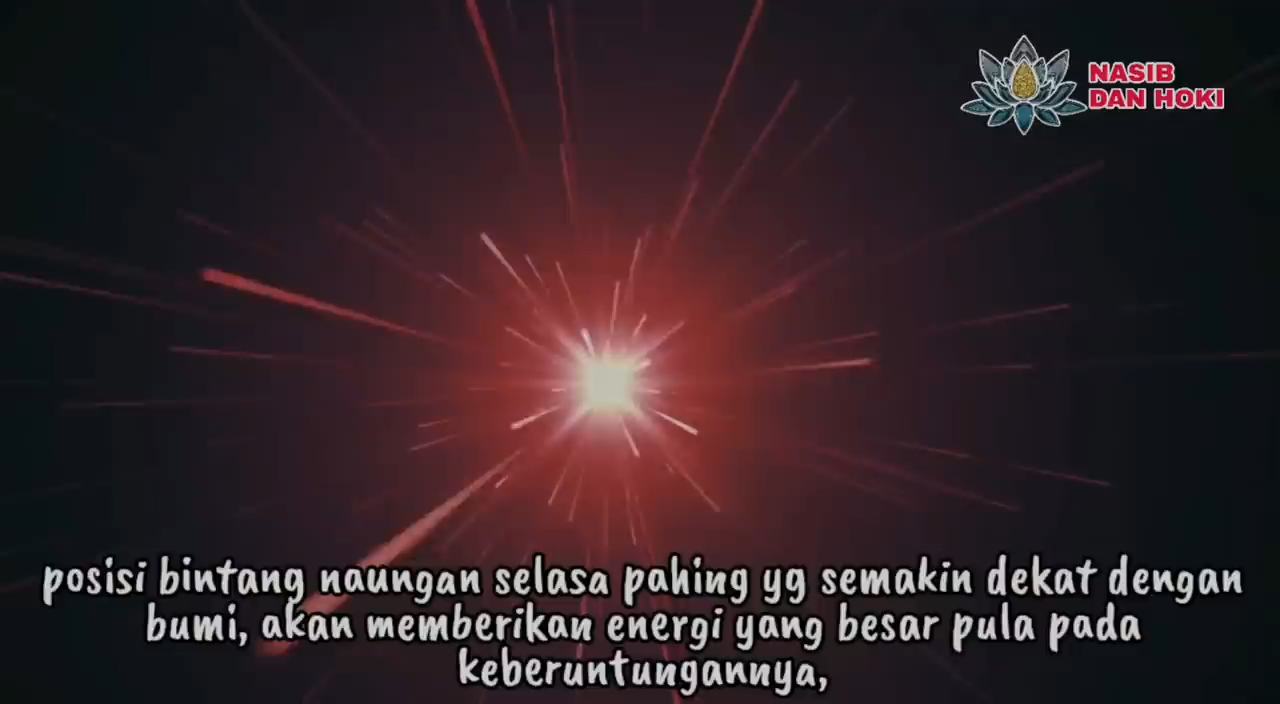 NASIB
DAN HOKI
posisi bintang naungan selasa pahing yg semakin dekat dengan
bumi, akan memberikan energi yang besar pula pada
keberuntungannya,